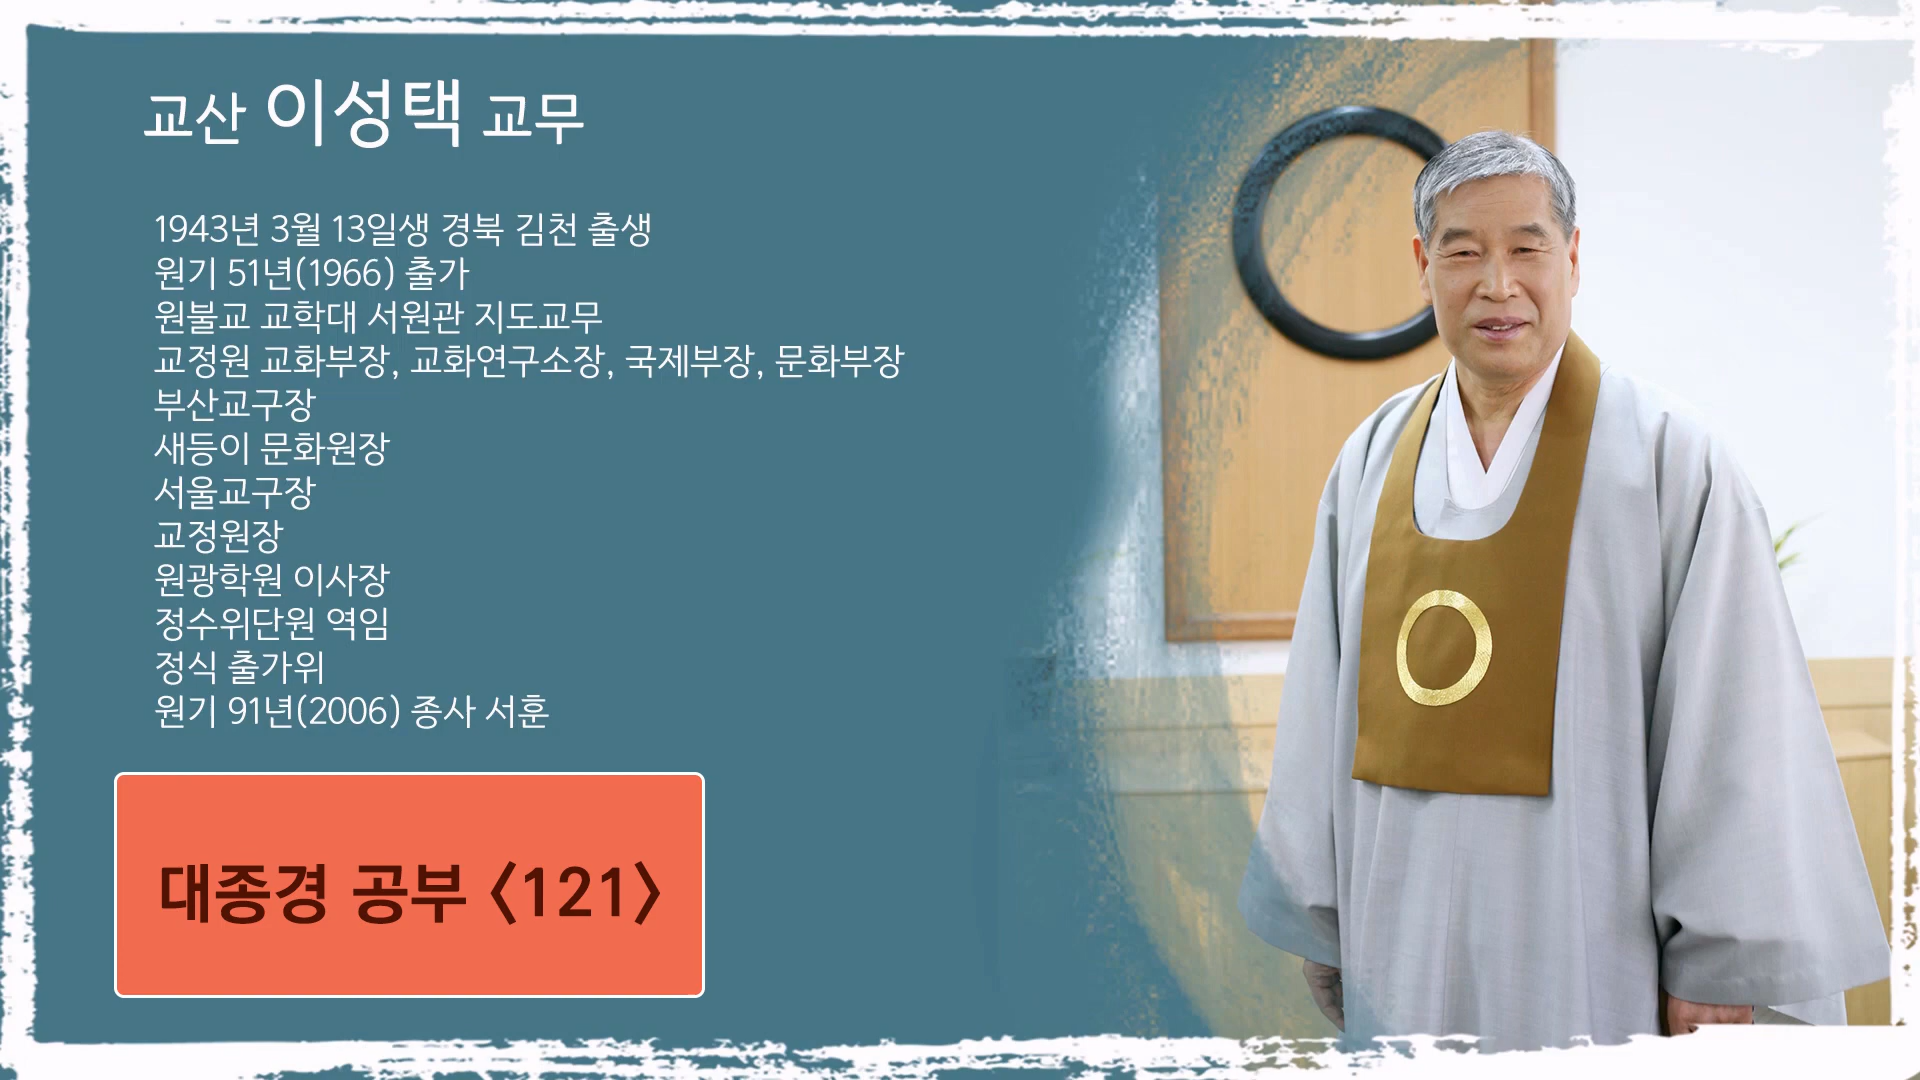 교산 이성택 교무
1943년 3월 13일생 경북 김천 출생
원기 51년(1966) 출가
원불교 교학대 서원관 지도교무
교정원 교화부장, 교화연구소장, 국제부장, 문화부장
부산교구장
새등이 문화원장
서울교구장
교정원장
원광학원 이사장
정수위단원 역임
정식 출가위
원기 91년(2006) 종사 서훈
대종경 공부 <121>